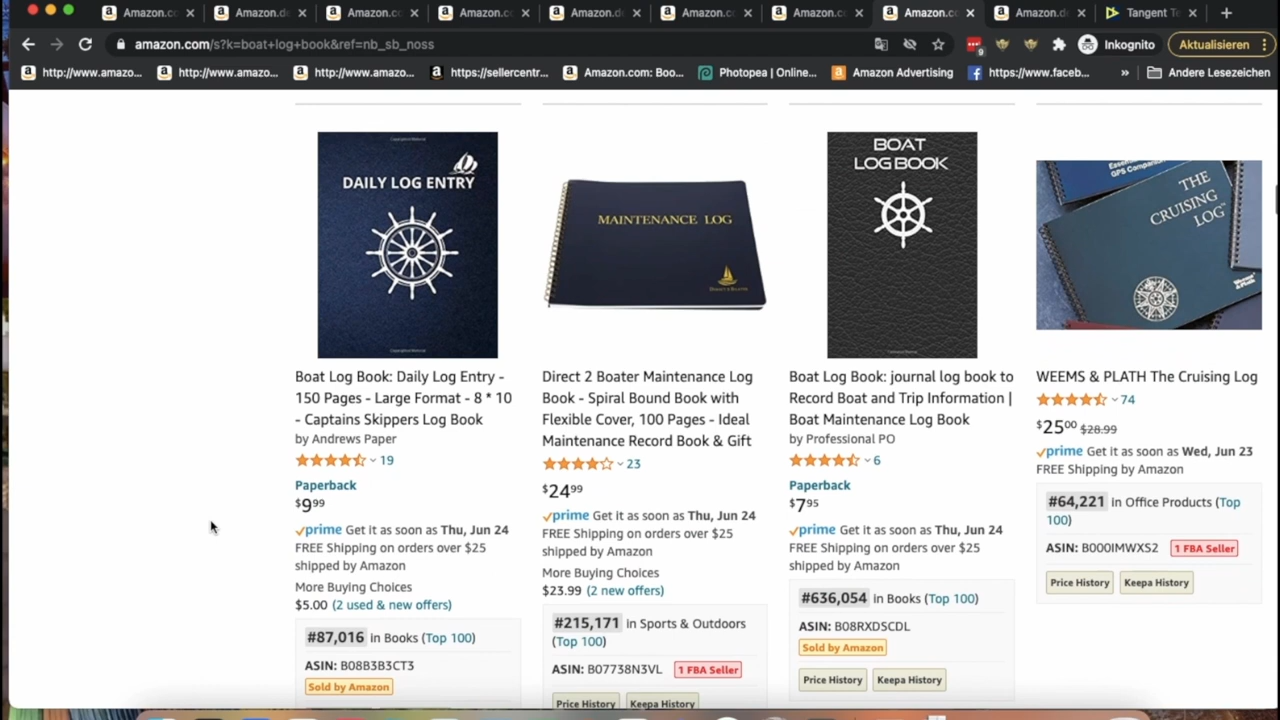 Amazon.c
Amazon.d
Amazon.c
Amazon.c
Amazon.d
Amazon.c
Amazon.c
Amazon.c
Amazon.d
Tangent Te
amazon.com/s?k=boat+log+book&ref=nb_sb_noss
9
Inkognito
Aktualisieren
http://www.amazo...
http://www.amazo...
http://www.amazo...
https://sellercentr...
Amazon.com: Boo...
Photopea | Online...
Amazon Advertising
https://www.faceb...
»
Andere Lesezeichen
DAILY LOG ENTRY
Boat Log Book: Daily Log Entry -
150 Pages - Large Format - 8 * 10
- Captains Skippers Log Book
by Andrews Paper
19
Paperback
$9.99
prime Get it as soon as Thu, Jun 24
FREE Shipping on orders over $25
shipped by Amazon
More Buying Choices
$5.00 (2 used & new offers)
#87,016 in Books (Top 100)
ASIN: B08B3B3CT3
Sold by Amazon
MAINTENANCE LOG
Direct 2 Boater Maintenance Log
Book - Spiral Bound Book with
Flexible Cover, 100 Pages - Ideal
Maintenance Record Book & Gift
23
$24.99
prime Get it as soon as Thu, Jun 24
FREE Shipping on orders over $25
shipped by Amazon
More Buying Choices
$23.99 (2 new offers)
#215,171 in Sports & Outdoors
(Top 100)
ASIN: B07738N3VL 1 FBA Seller
Price History Keepa History
BOAT
LOG BOOK
Boat Log Book: journal log book to
Record Boat and Trip Information |
Boat Maintenance Log Book
by Professional PO
6
Paperback
$7.95
prime Get it as soon as Thu, Jun 24
FREE Shipping on orders over $25
shipped by Amazon
#636,054 in Books (Top 100)
ASIN: B08RXDSCDL
Sold by Amazon
Price History Keepa History
GPS Companion
THE
CRUISING
LOG
WEEMS & PLATH The Cruising Log
74
$25.00 $28.99
prime Get it as soon as Wed, Jun 23
FREE Shipping by Amazon
#64,221 in Office Products (Top
100)
ASIN: B000IMWXS2 1 FBA Seller
Price History Keepa History